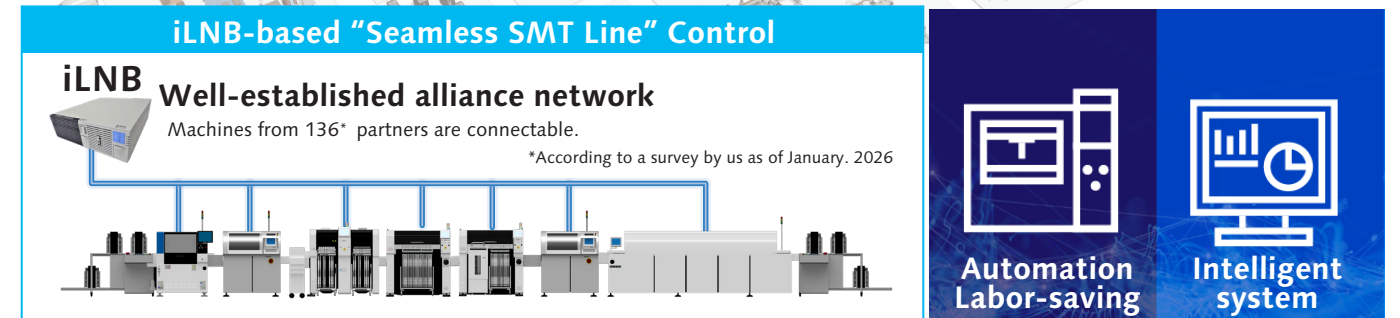 iLNB-based “Seamless SMT Line” Control
iLNB
Well-established alliance network
Machines from 136* partners are connectable.
*According to a survey by us as of January. 2026
Automation
Labor-saving
Intelligent
system